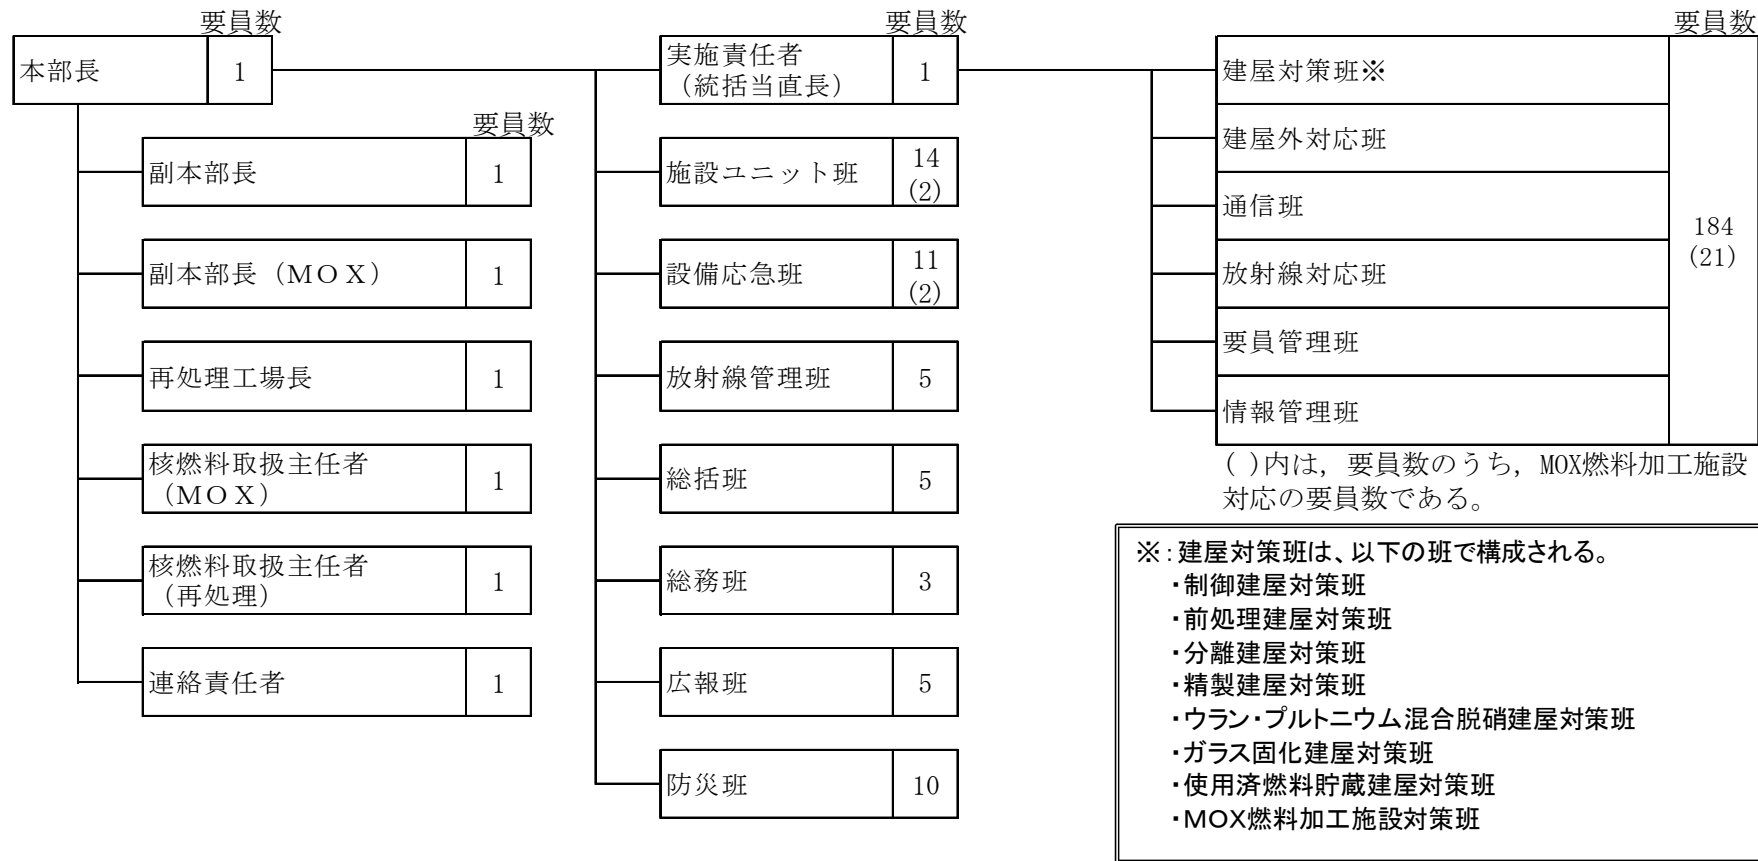 要員数
本部長 1
要員数
副本部長 1
副本部長（ＭＯＸ） 1
再処理工場長 1
核燃料取扱主任者
（ＭＯＸ） 1
核燃料取扱主任者
（再処理） 1
連絡責任者 1
要員数
実施責任者
（統括当直長） 1
施設ユニット班 14
(2)
設備応急班 11
(2)
放射線管理班 5
総括班 5
総務班 3
広報班 5
防災班 10
要員数
建屋対策班※
建屋外対応班
通信班
放射線対応班
要員管理班
情報管理班
184
(21)
( )内は，要員数のうち，MOX燃料加工施設
対応の要員数である。
※：建屋対策班は、以下の班で構成される。
・制御建屋対策班
・前処理建屋対策班
・分離建屋対策班
・精製建屋対策班
・ウラン・プルトニウム混合脱硝建屋対策班
・ガラス固化建屋対策班
・使用済燃料貯蔵建屋対策班
・MOX燃料加工施設対策班